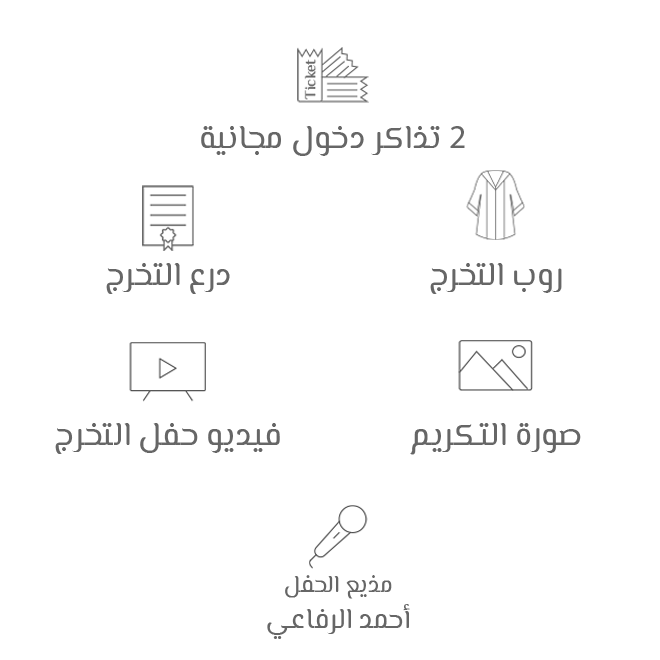 Ticket
2 تذاكر دخول مجانية
روب التخرج
درع التخرج
صورة التكريم
فيديو حفل التخرج
مذيع الحفل
أحمد الرفاعي